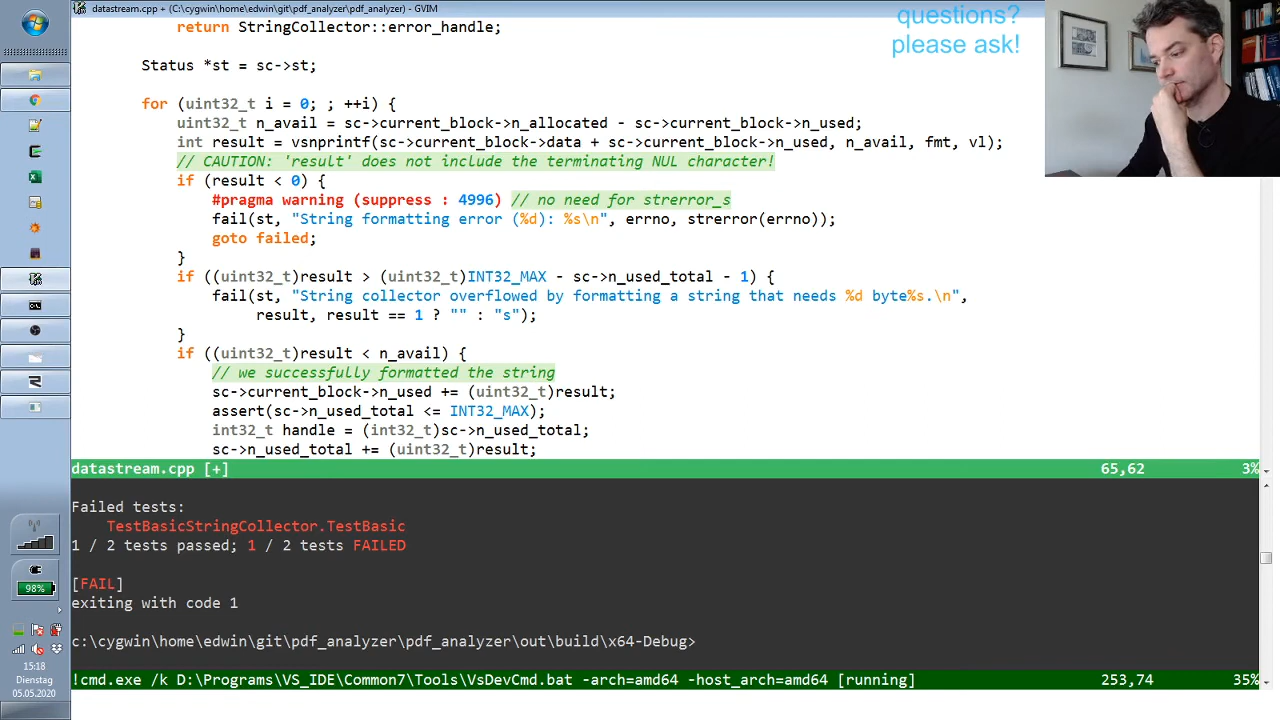 datastream.cpp + (C:\cygwin\home\edwin\git\pdf_analyzer\pdf_analyzer) - GVIM
questions?
please ask!
return StringCollector::error_handle;
Status *st = sc->st;
for (uint32_t i = 0; ; ++i) {
uint32_t n_avail = sc->current_block->n_allocated - sc->current_block->n_used;
int result = vsnprintf(sc->current_block->data + sc->current_block->n_used, n_avail, fmt, vl);
// CAUTION: 'result' does not include the terminating NUL character!
if (result < 0) {
#pragma warning (suppress : 4996) // no need for strerror_s
fail(st, "String formatting error (%d): %s\n", errno, strerror(errno));
goto failed;
}
if ((uint32_t)result > (uint32_t)INT32_MAX - sc->n_used_total - 1) {
fail(st, "String collector overflowed by formatting a string that needs %d byte%s.\n",
result, result == 1 ? "" : "s");
}
if ((uint32_t)result < n_avail) {
// we successfully formatted the string
sc->current_block->n_used += (uint32_t)result;
assert(sc->n_used_total <= INT32_MAX);
int32_t handle = (int32_t)sc->n_used_total;
sc->n_used_total += (uint32_t)result;
datastream.cpp [+] 65,62 3%
Failed tests:
TestBasicStringCollector.TestBasic
1 / 2 tests passed; 1 / 2 tests FAILED
[FAIL]
exiting with code 1
c:\cygwin\home\edwin\git\pdf_analyzer\pdf_analyzer\out\build\x64-Debug>
!cmd.exe /k D:\Programs\VS_IDE\Common7\Tools\VsDevCmd.bat -arch=amd64 -host_arch=amd64 [running] 253,74 35%
98%
15:18
Dienstag
05.05.2020